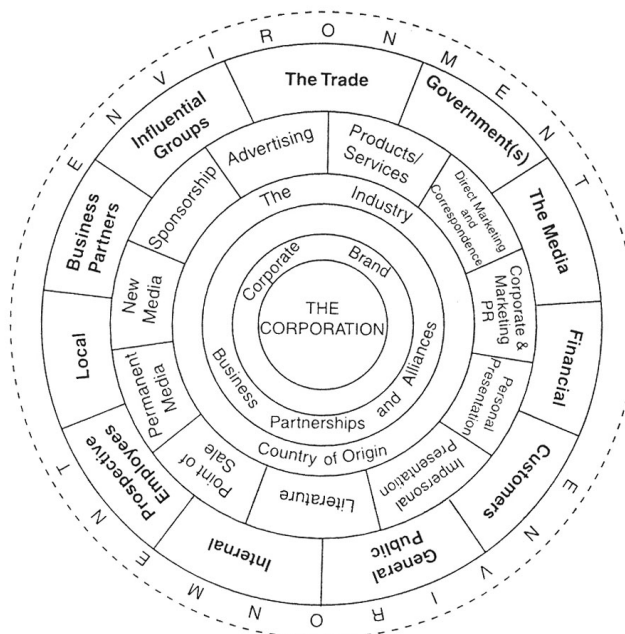 ENVIRONMENT
The Trade
Government(s)
The Media
Financial
Customers
General
Public
Internal
Prospective
Employees
Local
Business
Partners
Influential
Groups
Advertising
Products/
Services
Direct Marketing
and
Correspondence
Corporate &
Marketing
PR
Personal
Presentation
Impersonal
Presentation
Literature
Point of
Sale
Permanent
Media
New
Media
Sponsorship
The Industry
Country of Origin
Business Partnerships and Alliances
Corporate Brand
THE
CORPORATION
ENVIRONMENT